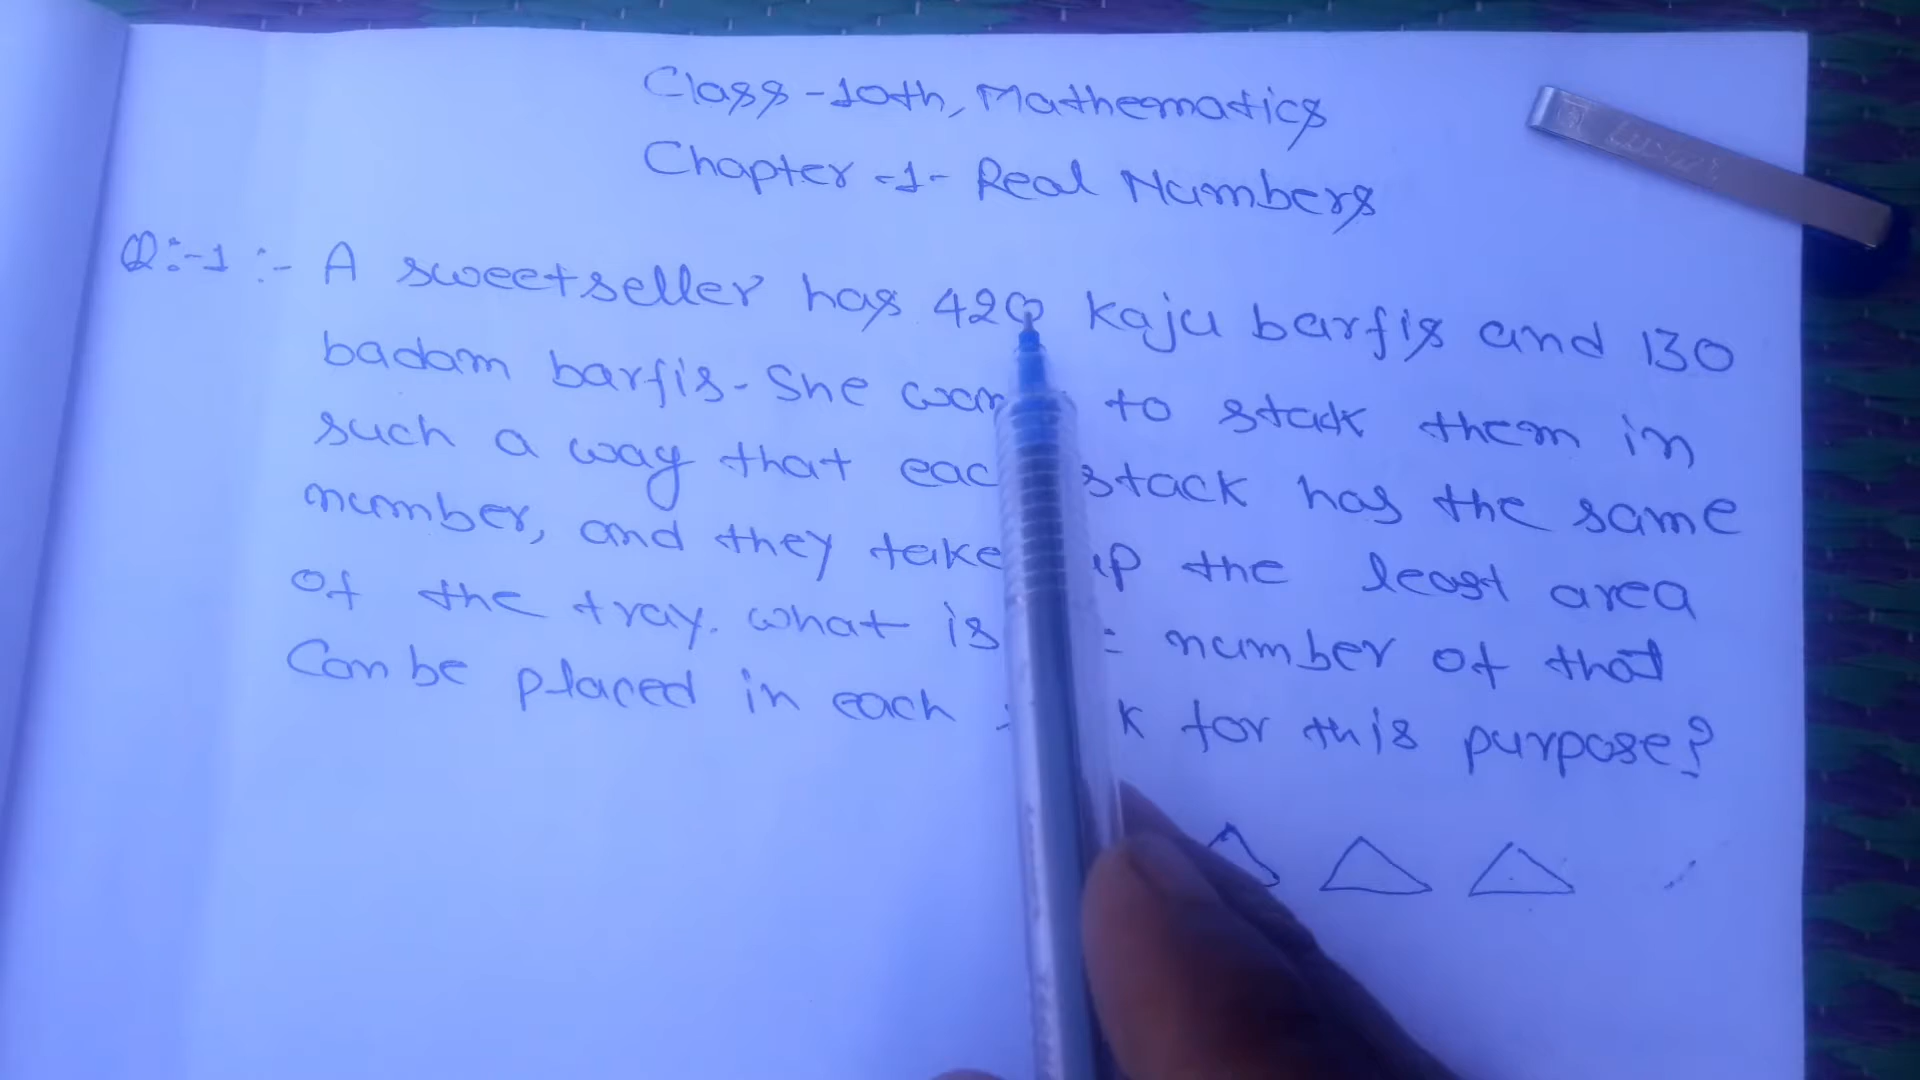 Class-10th, Mathematics
Chapter-1-Real Numbers
Q:-1:- A sweetseller has 420 kaju barfis and 130
badam barfis. She to stack them in
such a way that stack has the same
number, and they take the least area
of the tray. what is number of that
Can be placed in each for this purpose?